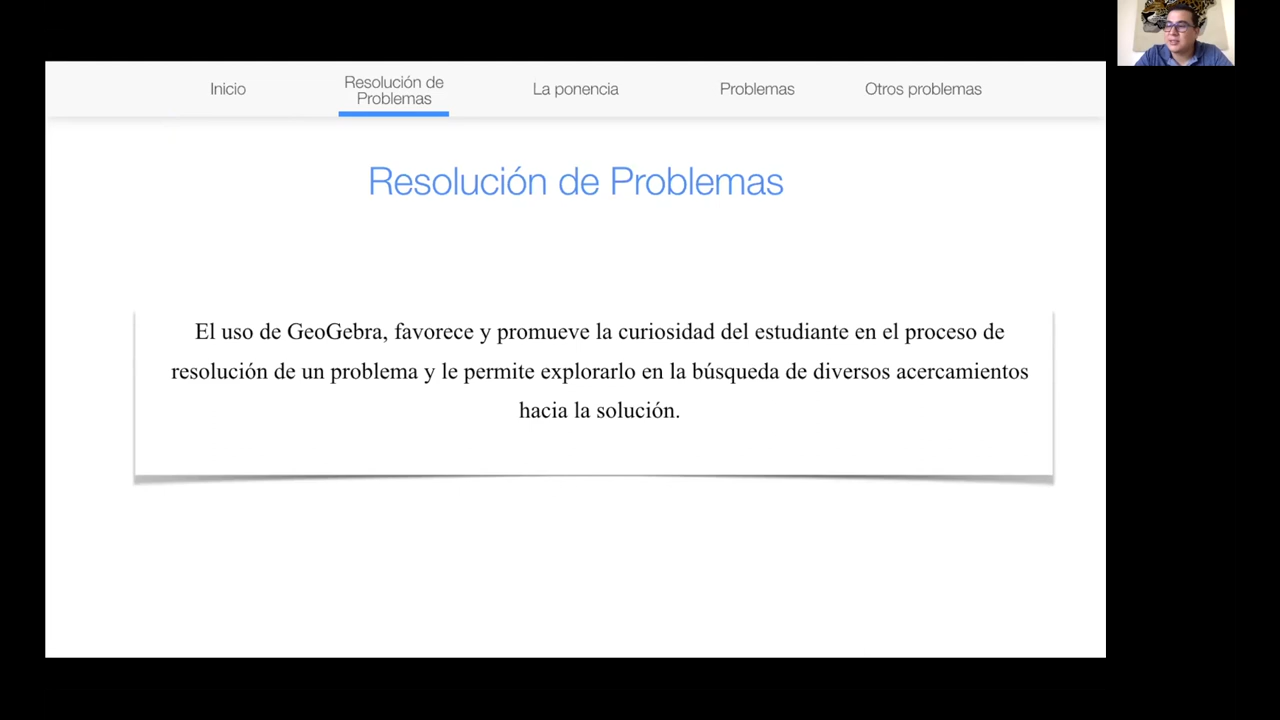 Inicio
Resolución de
Problemas
La ponencia
Problemas
Otros problemas
Resolución de Problemas
El uso de GeoGebra, favorece y promueve la curiosidad del estudiante en el proceso de
resolución de un problema y le permite explorarlo en la búsqueda de diversos acercamientos
hacia la solución.